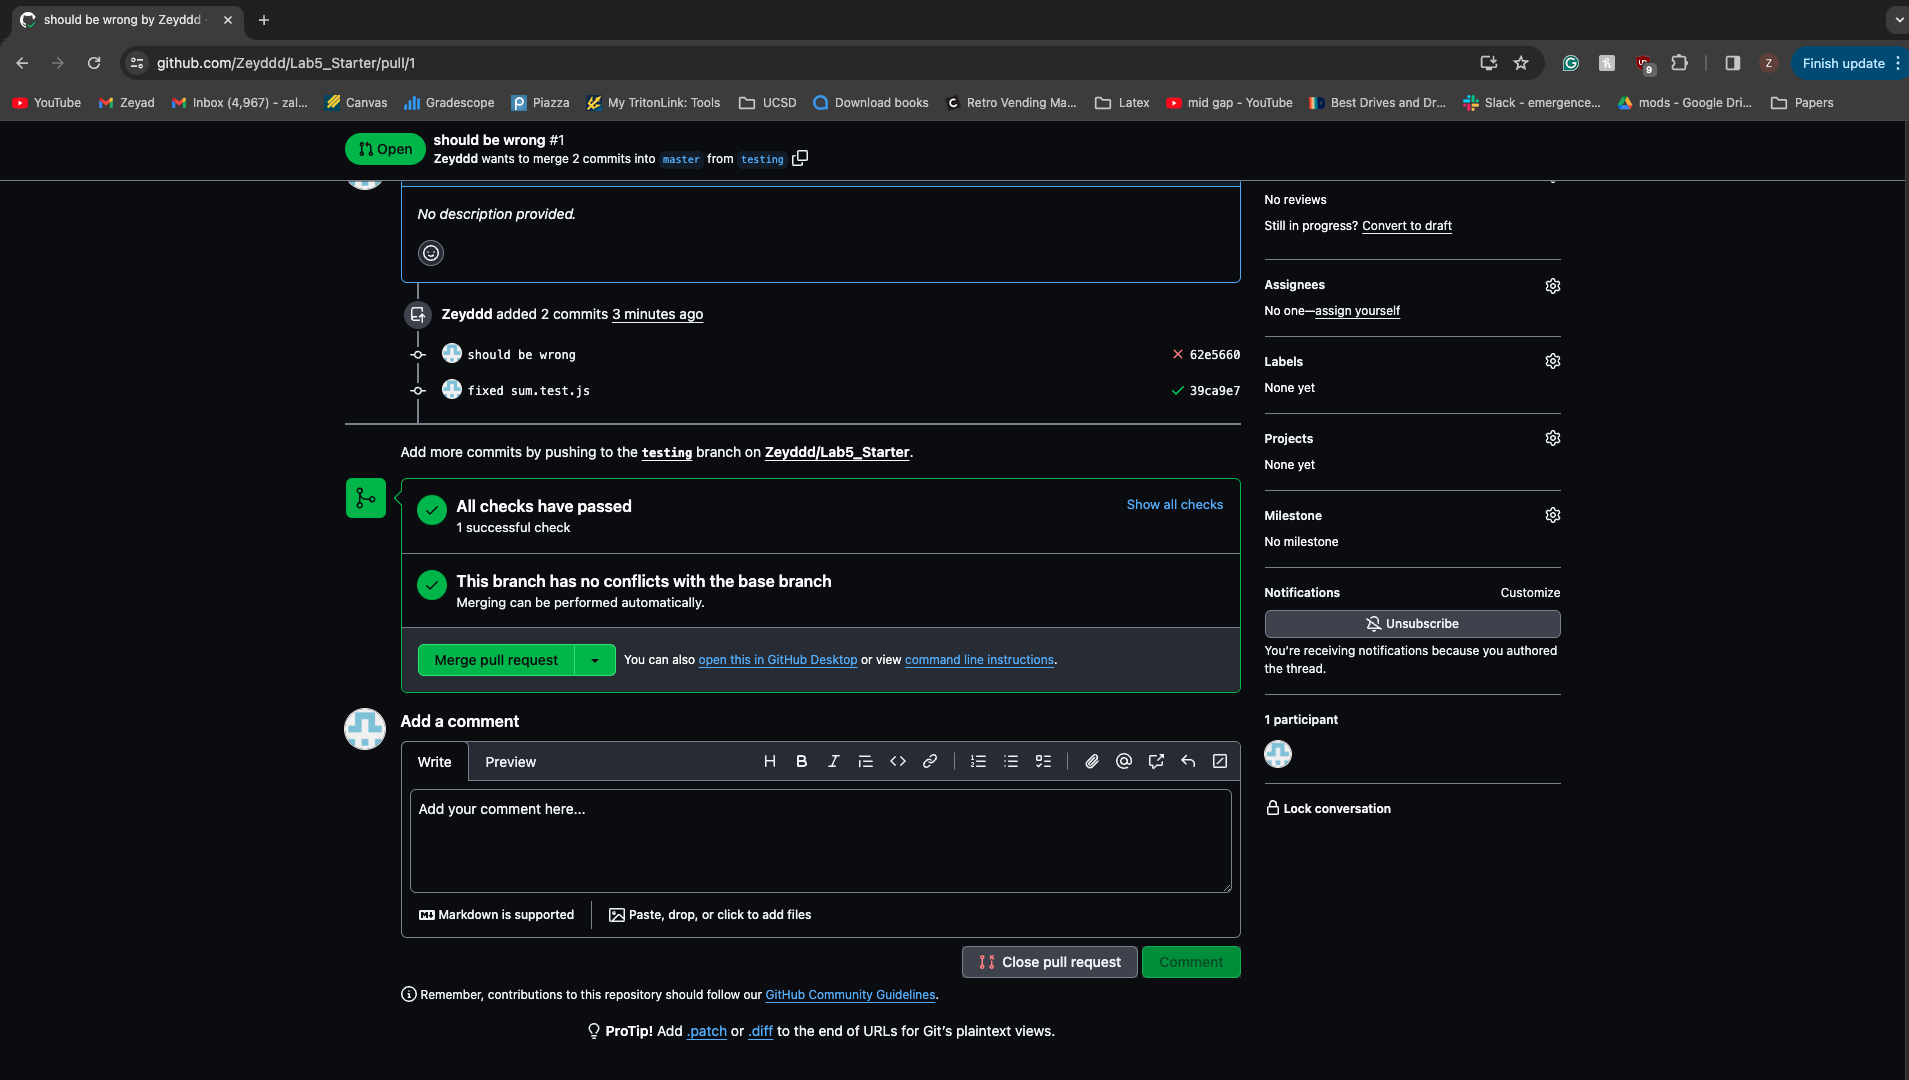 should be wrong by Zeyddd
github.com/Zeyddd/Lab5_Starter/pull/1
9
Z
Finish update
YouTube
Zeyad
Inbox (4,967) - zal...
Canvas
Gradescope
Piazza
My TritonLink: Tools
UCSD
Download books
Retro Vending Ma...
Latex
mid gap - YouTube
Best Drives and Dr...
Slack - emergence...
mods - Google Dri...
Papers
Open
should be wrong #1
Zeyddd wants to merge 2 commits into master from testing
No description provided.
Zeyddd added 2 commits 3 minutes ago
should be wrong
62e5660
fixed sum.test.js
39ca9e7
Add more commits by pushing to the testing branch on Zeyddd/Lab5_Starter.
All checks have passed
1 successful check
Show all checks
This branch has no conflicts with the base branch
Merging can be performed automatically.
Merge pull request
You can also open this in GitHub Desktop or view command line instructions.
Add a comment
Write
Preview
H B I
Add your comment here...
Markdown is supported
Paste, drop, or click to add files
Close pull request
Comment
Remember, contributions to this repository should follow our GitHub Community Guidelines.
ProTip! Add .patch or .diff to the end of URLs for Git's plaintext views.
No reviews
Still in progress? Convert to draft
Assignees
No one—assign yourself
Labels
None yet
Projects
None yet
Milestone
No milestone
Notifications
Customize
Unsubscribe
You're receiving notifications because you authored
the thread.
1 participant
Lock conversation